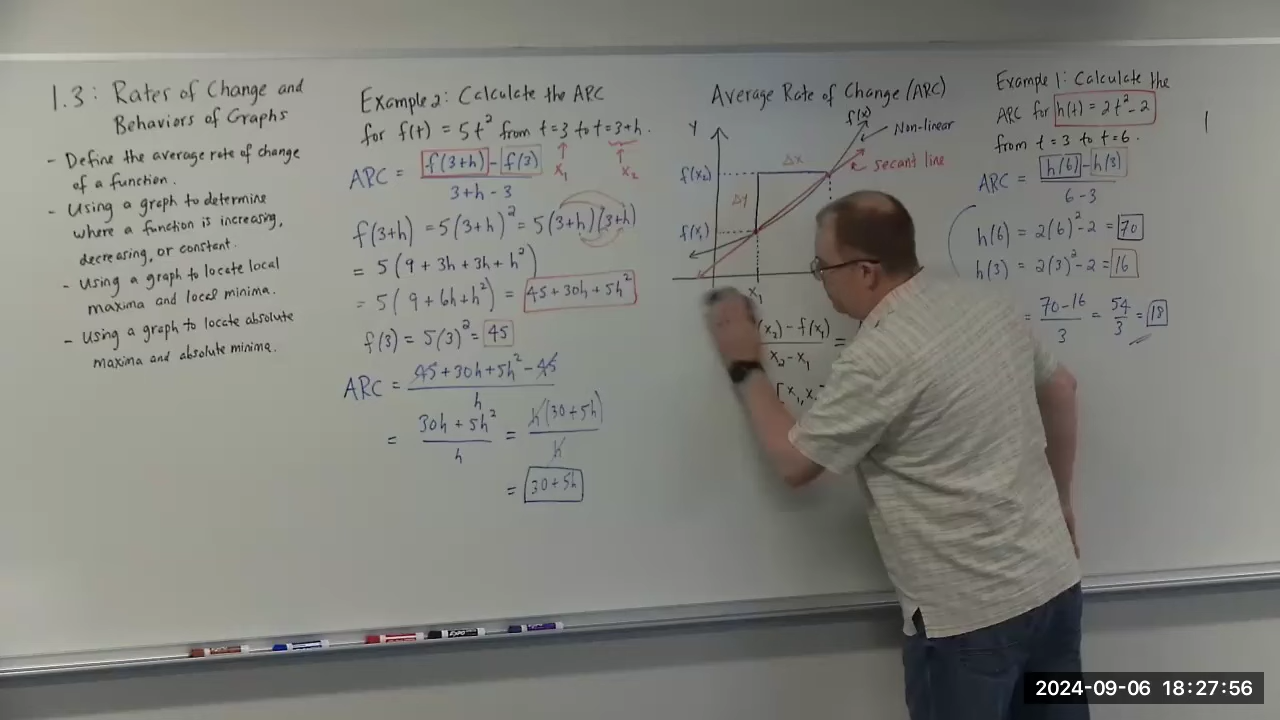 1.3: Rates of Change and
Behaviors of Graphs
- Define the average rate of change
of a function.
- Using a graph to determine
where a function is increasing,
decreasing, or constant.
- Using a graph to locate local
maxima and local minima.
- Using a graph to locate absolute
maxima and absolute minima.
Example 2: Calculate the ARC
for f(t) = 5t² from t=3 to t=3+h.
x₁ x₂
ARC = f(3+h) - f(3) / 3+h-3
f(3+h) = 5(3+h)² = 5(3+h)(3+h)
= 5(9+3h+3h+h²)
= 5(9+6h+h²) = 45+30h+5h²
f(3) = 5(3)² = 45
ARC = 45+30h+5h²-45 / h
= 30h+5h² / h = h(30+5h) / h
= 30+5h
Average Rate of Change (ARC)
f(x)
Y
Non-linear
Δx
secant line
f(x₂)
Δy
f(x₁)
x₁
(x₂) - f(x₁) / x₂ - x₁ =
[x₁, x
Example 1: Calculate the
ARC for h(t) = 2t²-2
from t=3 to t=6.
ARC = h(6) - h(3) / 6-3
h(6) = 2(6)²-2 = 70
h(3) = 2(3)²-2 = 16
= 70-16 / 3 = 54 / 3 = 18
2024-09-06 18:27:56